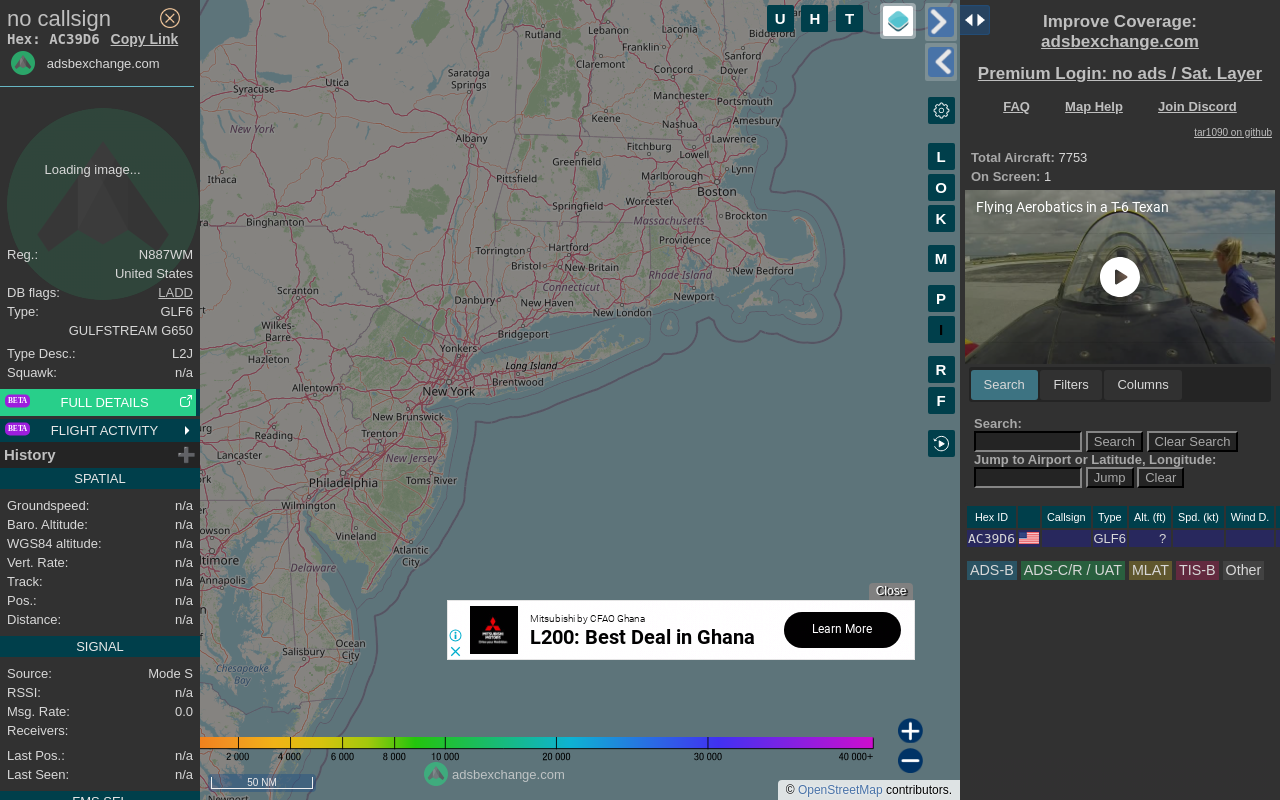 no callsign
Hex: AC39D6 Copy Link
adsbexchange.com
Loading image...
Reg.: N887WM
United States
DB flags: LADD
Type: GLF6
GULFSTREAM G650
Type Desc.: L2J
Squawk: n/a
BETA FULL DETAILS
BETA FLIGHT ACTIVITY
History
SPATIAL
Groundspeed: n/a
Baro. Altitude: n/a
WGS84 altitude: n/a
Vert. Rate: n/a
Track: n/a
Pos.: n/a
Distance: n/a
SIGNAL
Source: Mode S
RSSI: n/a
Msg. Rate: 0.0
Receivers:
Last Pos.: n/a
Last Seen: n/a
FMS SEL
U H T
L
O
K
M
P
I
R
F
Rutland
Lebanon
Laconia
Biddeford
Franklin
Claremont
Concord
Sanford
Dover
Utica
Saratoga
Springs
Syracuse
Manchester
Portsmouth
Keene
Nashua
Amesbury
New York
Albany
Fitchburg
Lawrence
Lowell
Greenfield
Ithaca
Pittsfield
Marlborough
Lynn
Boston
Worcester
Springfield
Massachusetts
Brockton
Binghamton
Torrington
Hartford
Providence
Bristol
New Britain
Rhode Island
New Bedford
Connecticut
Scranton
Danbury
New Haven
New London
Newport
Wilkes-
Barre
Bridgeport
Yonkers
Hazleton
Long Island
Allentown
New York
Brentwood
New Brunswick
Reading
Trenton
Lancaster
New Jersey
Philadelphia
Toms River
Wilmington
Vineland
Atlantic
City
Annapolis
Delaware
Ocean
City
Salisbury
Chesapeake
Bay
Newport
Close
Mitsubishi by CFAO Ghana
L200: Best Deal in Ghana
Learn More
2 000 4 000 6 000 8 000 10 000 20 000 30 000 40 000+
50 NM
adsbexchange.com
© OpenStreetMap contributors.
Improve Coverage:
adsbexchange.com
Premium Login: no ads / Sat. Layer
FAQ Map Help Join Discord
tar1090 on github
Total Aircraft: 7753
On Screen: 1
Flying Aerobatics in a T-6 Texan
Search Filters Columns
Search:
Search Clear Search
Jump to Airport or Latitude, Longitude:
Jump Clear
Hex ID Callsign Type Alt. (ft) Spd. (kt) Wind D.
AC39D6 GLF6 ?
ADS-B ADS-C/R / UAT MLAT TIS-B Other